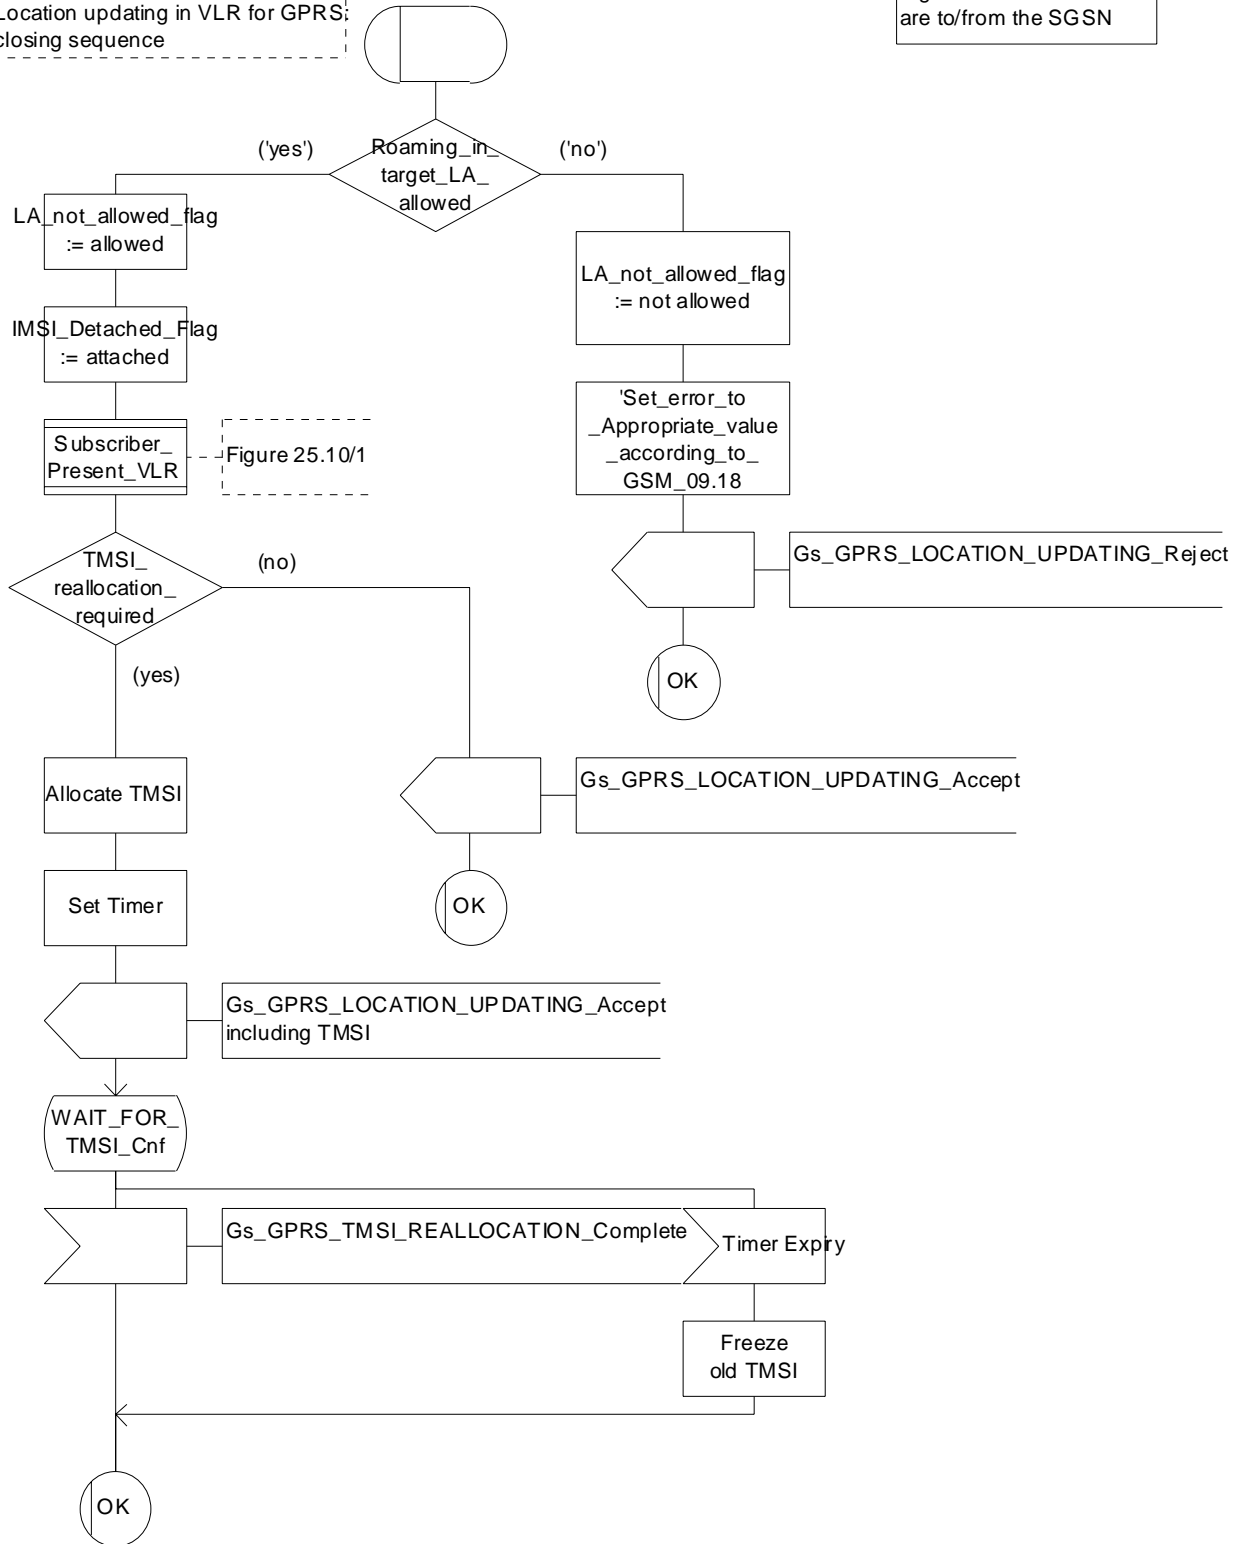 Location updating in VLR for GPRS:
closing sequence
are to/from the SGSN
('yes')
Roaming_in_
target_LA_
allowed
('no')
LA_not_allowed_flag
:= allowed
LA_not_allowed_flag
:= not allowed
IMSI_Detached_Flag
:= attached
'Set_error_to
_Appropriate_value
_according_to_
GSM_09.18
Subscriber_
Present_VLR
Figure 25.10/1
TMSI_
reallocation_
required
(no)
Gs_GPRS_LOCATION_UPDATING_Reject
(yes)
OK
Allocate TMSI
Gs_GPRS_LOCATION_UPDATING_Accept
Set Timer
OK
Gs_GPRS_LOCATION_UPDATING_Accept
including TMSI
WAIT_FOR_
TMSI_Cnf
Gs_GPRS_TMSI_REALLOCATION_Complete
Timer Expiry
Freeze
old TMSI
OK